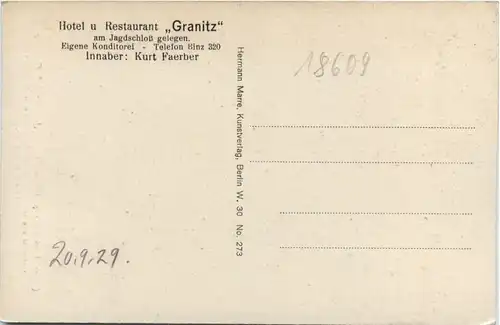 Hotel u Restaurant „Granitz“
am Jagdschloß gelegen.
Eigene Konditorei - Telefon Binz 320
Innaber: Kurt Faerber
18609
Hermann Marre, Kunstverlag, Berlin W. 30 No. 273
20.9.29.